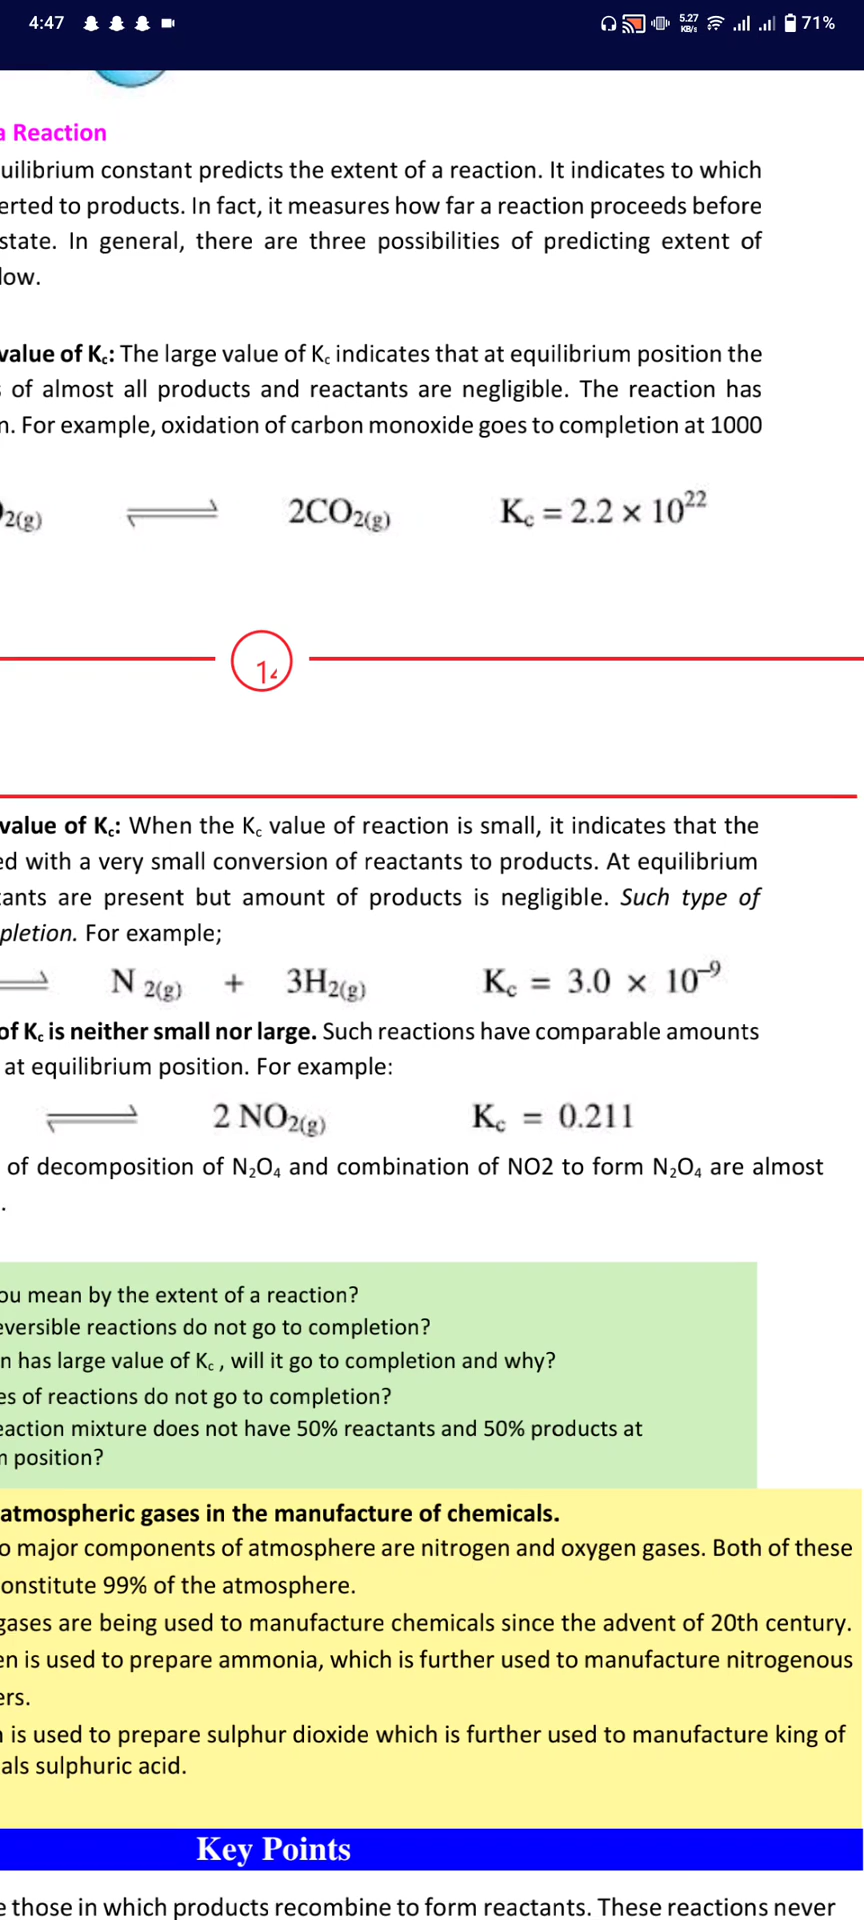 4:47 5.27 KB/s 71%
a Reaction
uilibrium constant predicts the extent of a reaction. It indicates to which
erted to products. In fact, it measures how far a reaction proceeds before
state. In general, there are three possibilities of predicting extent of
low.
value of Kc: The large value of Kc indicates that at equilibrium position the
of almost all products and reactants are negligible. The reaction has
n. For example, oxidation of carbon monoxide goes to completion at 1000
2(g) ⇌ 2CO2(g) Kc = 2.2 × 10^22
value of Kc: When the Kc value of reaction is small, it indicates that the
ed with a very small conversion of reactants to products. At equilibrium
tants are present but amount of products is negligible. Such type of
pletion. For example;
⇌ N 2(g) + 3H2(g) Kc = 3.0 × 10^-9
of Kc is neither small nor large. Such reactions have comparable amounts
at equilibrium position. For example:
⇌ 2 NO2(g) Kc = 0.211
of decomposition of N2O4 and combination of NO2 to form N2O4 are almost
.
ou mean by the extent of a reaction?
eversible reactions do not go to completion?
n has large value of Kc , will it go to completion and why?
es of reactions do not go to completion?
eaction mixture does not have 50% reactants and 50% products at
n position?
atmospheric gases in the manufacture of chemicals.
o major components of atmosphere are nitrogen and oxygen gases. Both of these
onstitute 99% of the atmosphere.
gases are being used to manufacture chemicals since the advent of 20th century.
en is used to prepare ammonia, which is further used to manufacture nitrogenous
ers.
n is used to prepare sulphur dioxide which is further used to manufacture king of
als sulphuric acid.
Key Points
e those in which products recombine to form reactants. These reactions never